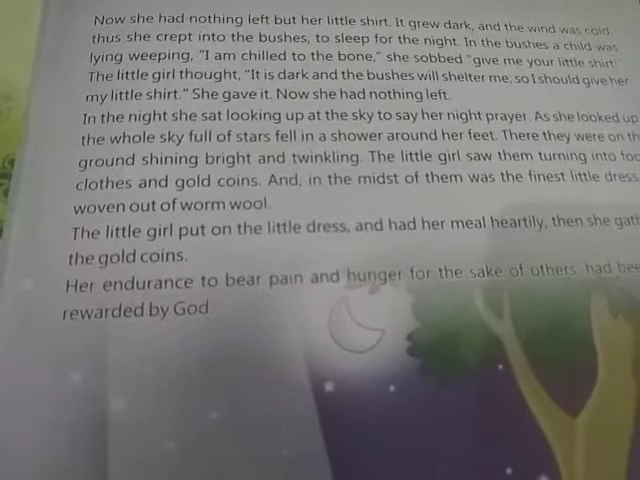 Now she had nothing left but her little shirt. It grew dark, and the wind was cold
thus she crept into the bushes, to sleep for the night. In the bushes a child was
lying weeping, "I am chilled to the bone," she sobbed "give me your little shirt!"
The little girl thought, "It is dark and the bushes will shelter me, so I should give her
my little shirt." She gave it. Now she had nothing left.
In the night she sat looking up at the sky to say her night prayer. As she looked up
the whole sky full of stars fell in a shower around her feet. There they were on th
ground shining bright and twinkling. The little girl saw them turning into foo
clothes and gold coins. And, in the midst of them was the finest little dress
woven out of worm wool.
The little girl put on the little dress, and had her meal heartily, then she gath
the gold coins.
Her endurance to bear pain and hunger for the sake of others, had bee
rewarded by God